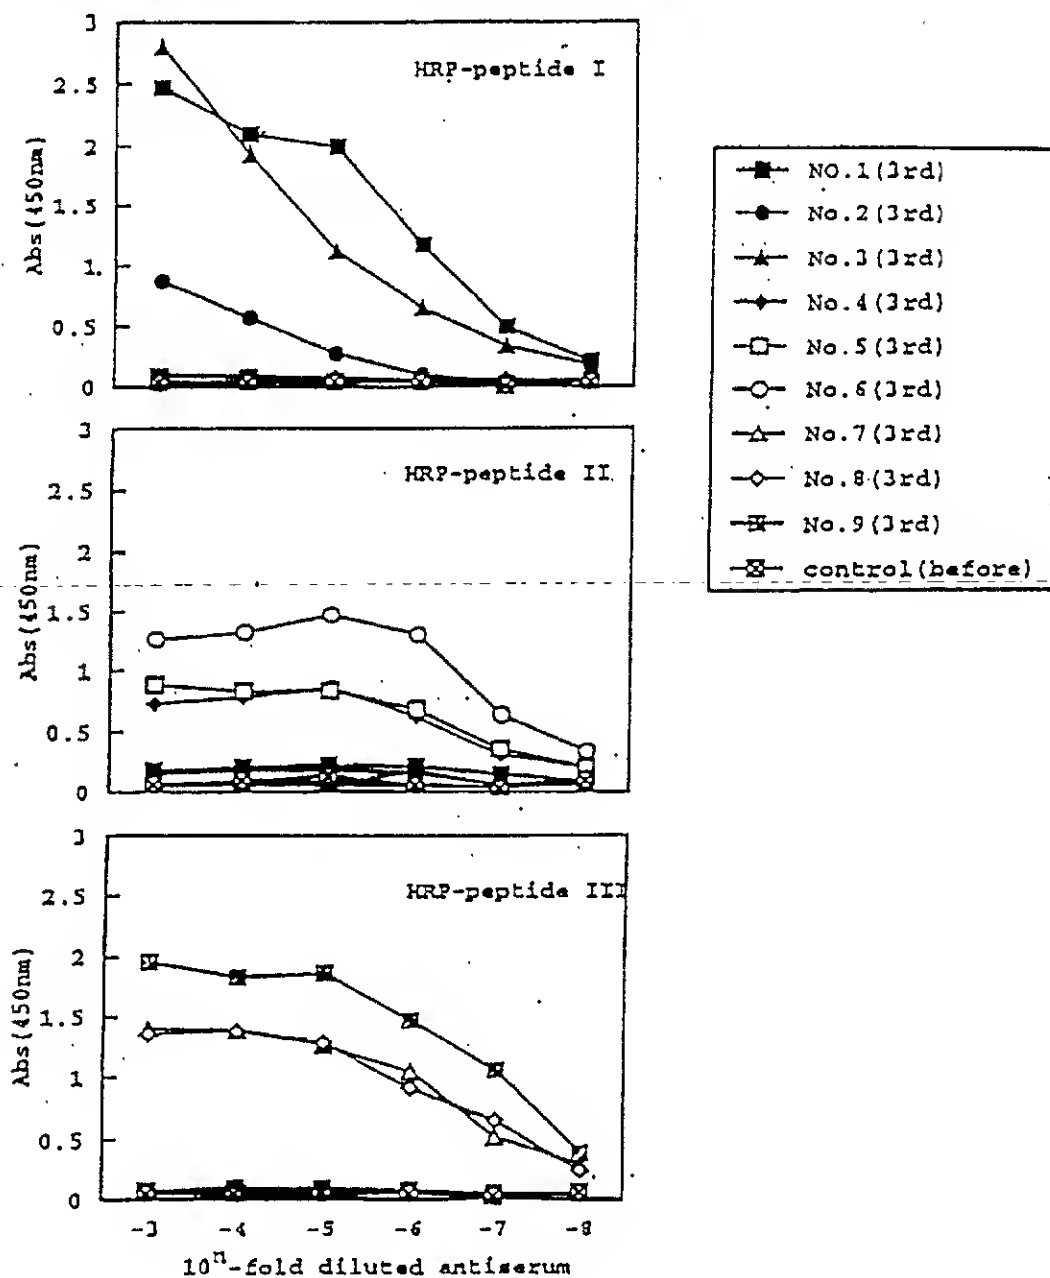 3
HRP-peptide I
2.5
2
1.5
1
0.5
0
Abs(450nm)
3
HRP-peptide II
2.5
2
1.5
1
0.5
0
Abs(450nm)
3
HRP-peptide III
2.5
2
1.5
1
0.5
0
Abs(450nm)
-3 -4 -5 -6 -7 -8
10ⁿ-fold diluted antiserum
NO.1(3rd)
No.2(3rd)
No.3(3rd)
No.4(3rd)
No.5(3rd)
No.6(3rd)
No.7(3rd)
No.8(3rd)
No.9(3rd)
control(before)